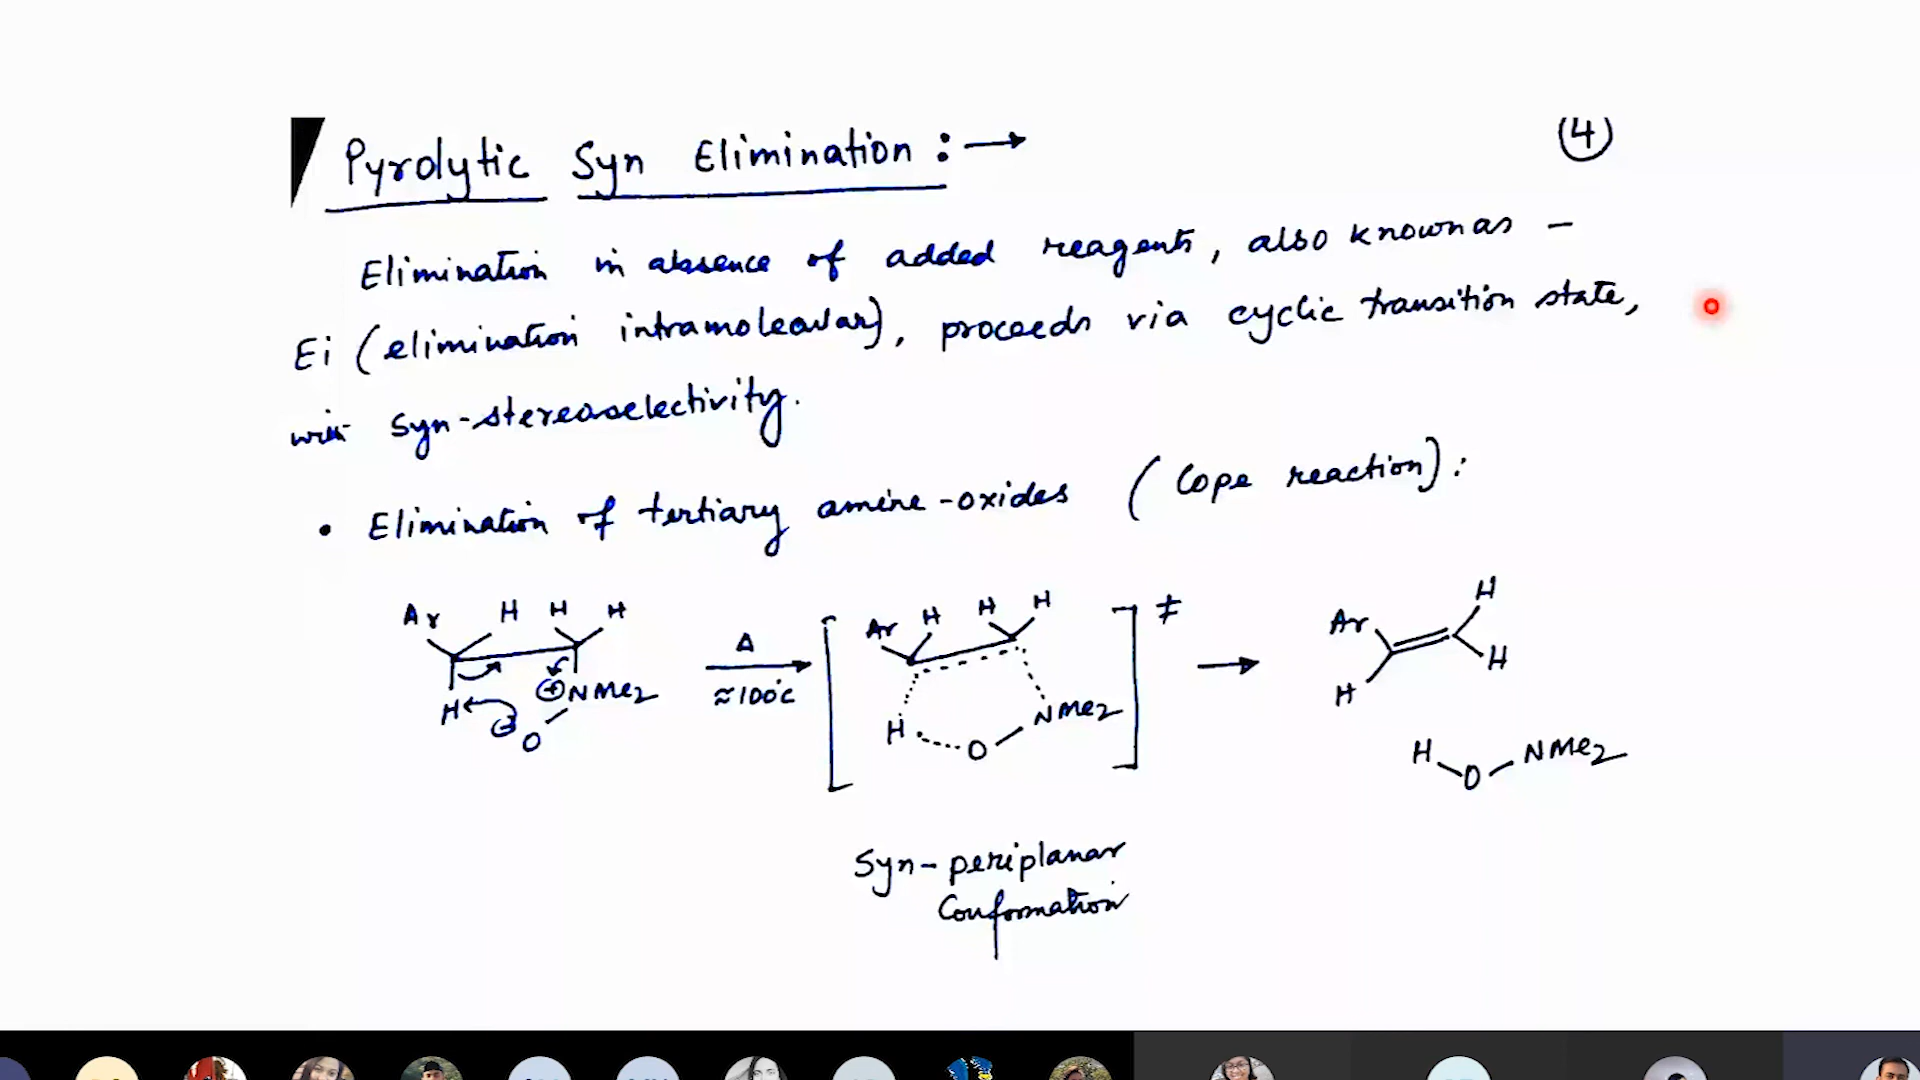 Pyrolytic Syn Elimination :→
④
Elimination in absence of added reagents, also known as –
Ei (elimination intramolecular), proceeds via cyclic transition state,
with Syn-stereoselectivity.
• Elimination of tertiary amine-oxides (Cope reaction):
Ar H H H
H ⊕NMe2
⊖ O
Δ
≈100°C
Ar H H H
H O NMe2
≠
Ar H
H H
H O NMe2
Syn-periplanar
Conformation